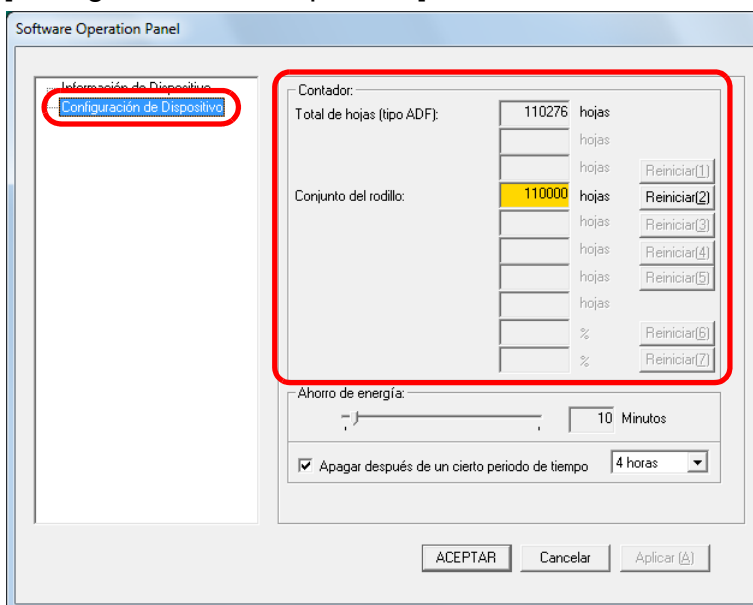 Software Operation Panel
Información de Dispositivo
Configuración de Dispositivo
Contador:
Total de hojas (tipo ADF): 110276 hojas
hojas
hojas Reiniciar(1)
Conjunto del rodillo: 110000 hojas Reiniciar(2)
hojas Reiniciar(3)
hojas Reiniciar(4)
hojas Reiniciar(5)
hojas
% Reiniciar(6)
% Reiniciar(7)
Ahorro de energía:
10 Minutos
Apagar después de un cierto periodo de tiempo 4 horas
ACEPTAR Cancelar Aplicar (A)